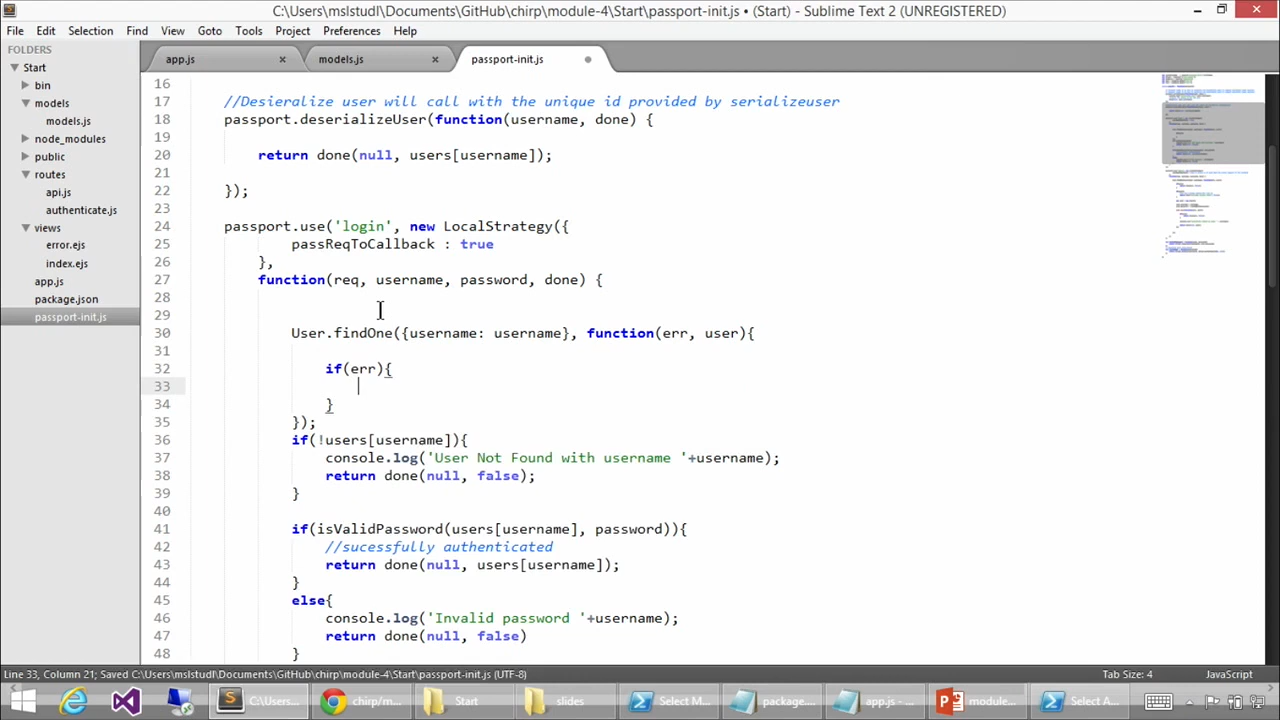 C:\Users\mslstudl\Documents\GitHub\chirp\module-4\Start\passport-init.js • (Start) - Sublime Text 2 (UNREGISTERED)
File Edit Selection Find View Goto Tools Project Preferences Help
FOLDERS
Start
bin
models
models.js
node_modules
public
routes
api.js
authenticate.js
views
error.ejs
index.ejs
app.js
package.json
passport-init.js
app.js × models.js × passport-init.js
16
17 //Desieralize user will call with the unique id provided by serializeuser
18 passport.deserializeUser(function(username, done) {
19
20 return done(null, users[username]);
21
22 });
23
24 passport.use('login', new LocalStrategy({
25 passReqToCallback : true
26 },
27 function(req, username, password, done) {
28
29
30 User.findOne({username: username}, function(err, user){
31
32 if(err){
33
34 }
35 });
36 if(!users[username]){
37 console.log('User Not Found with username '+username);
38 return done(null, false);
39 }
40
41 if(isValidPassword(users[username], password)){
42 //sucessfully authenticated
43 return done(null, users[username]);
44 }
45 else{
46 console.log('Invalid password '+username);
47 return done(null, false)
48 }
Line 33, Column 21; Saved C:\Users\mslstudl\Documents\GitHub\chirp\module-4\Start\passport-init.js (UTF-8) Tab Size: 4 JavaScript
C:\Users... chirp/m... Start slides Select M... package.... app.js - ... module... Select A...